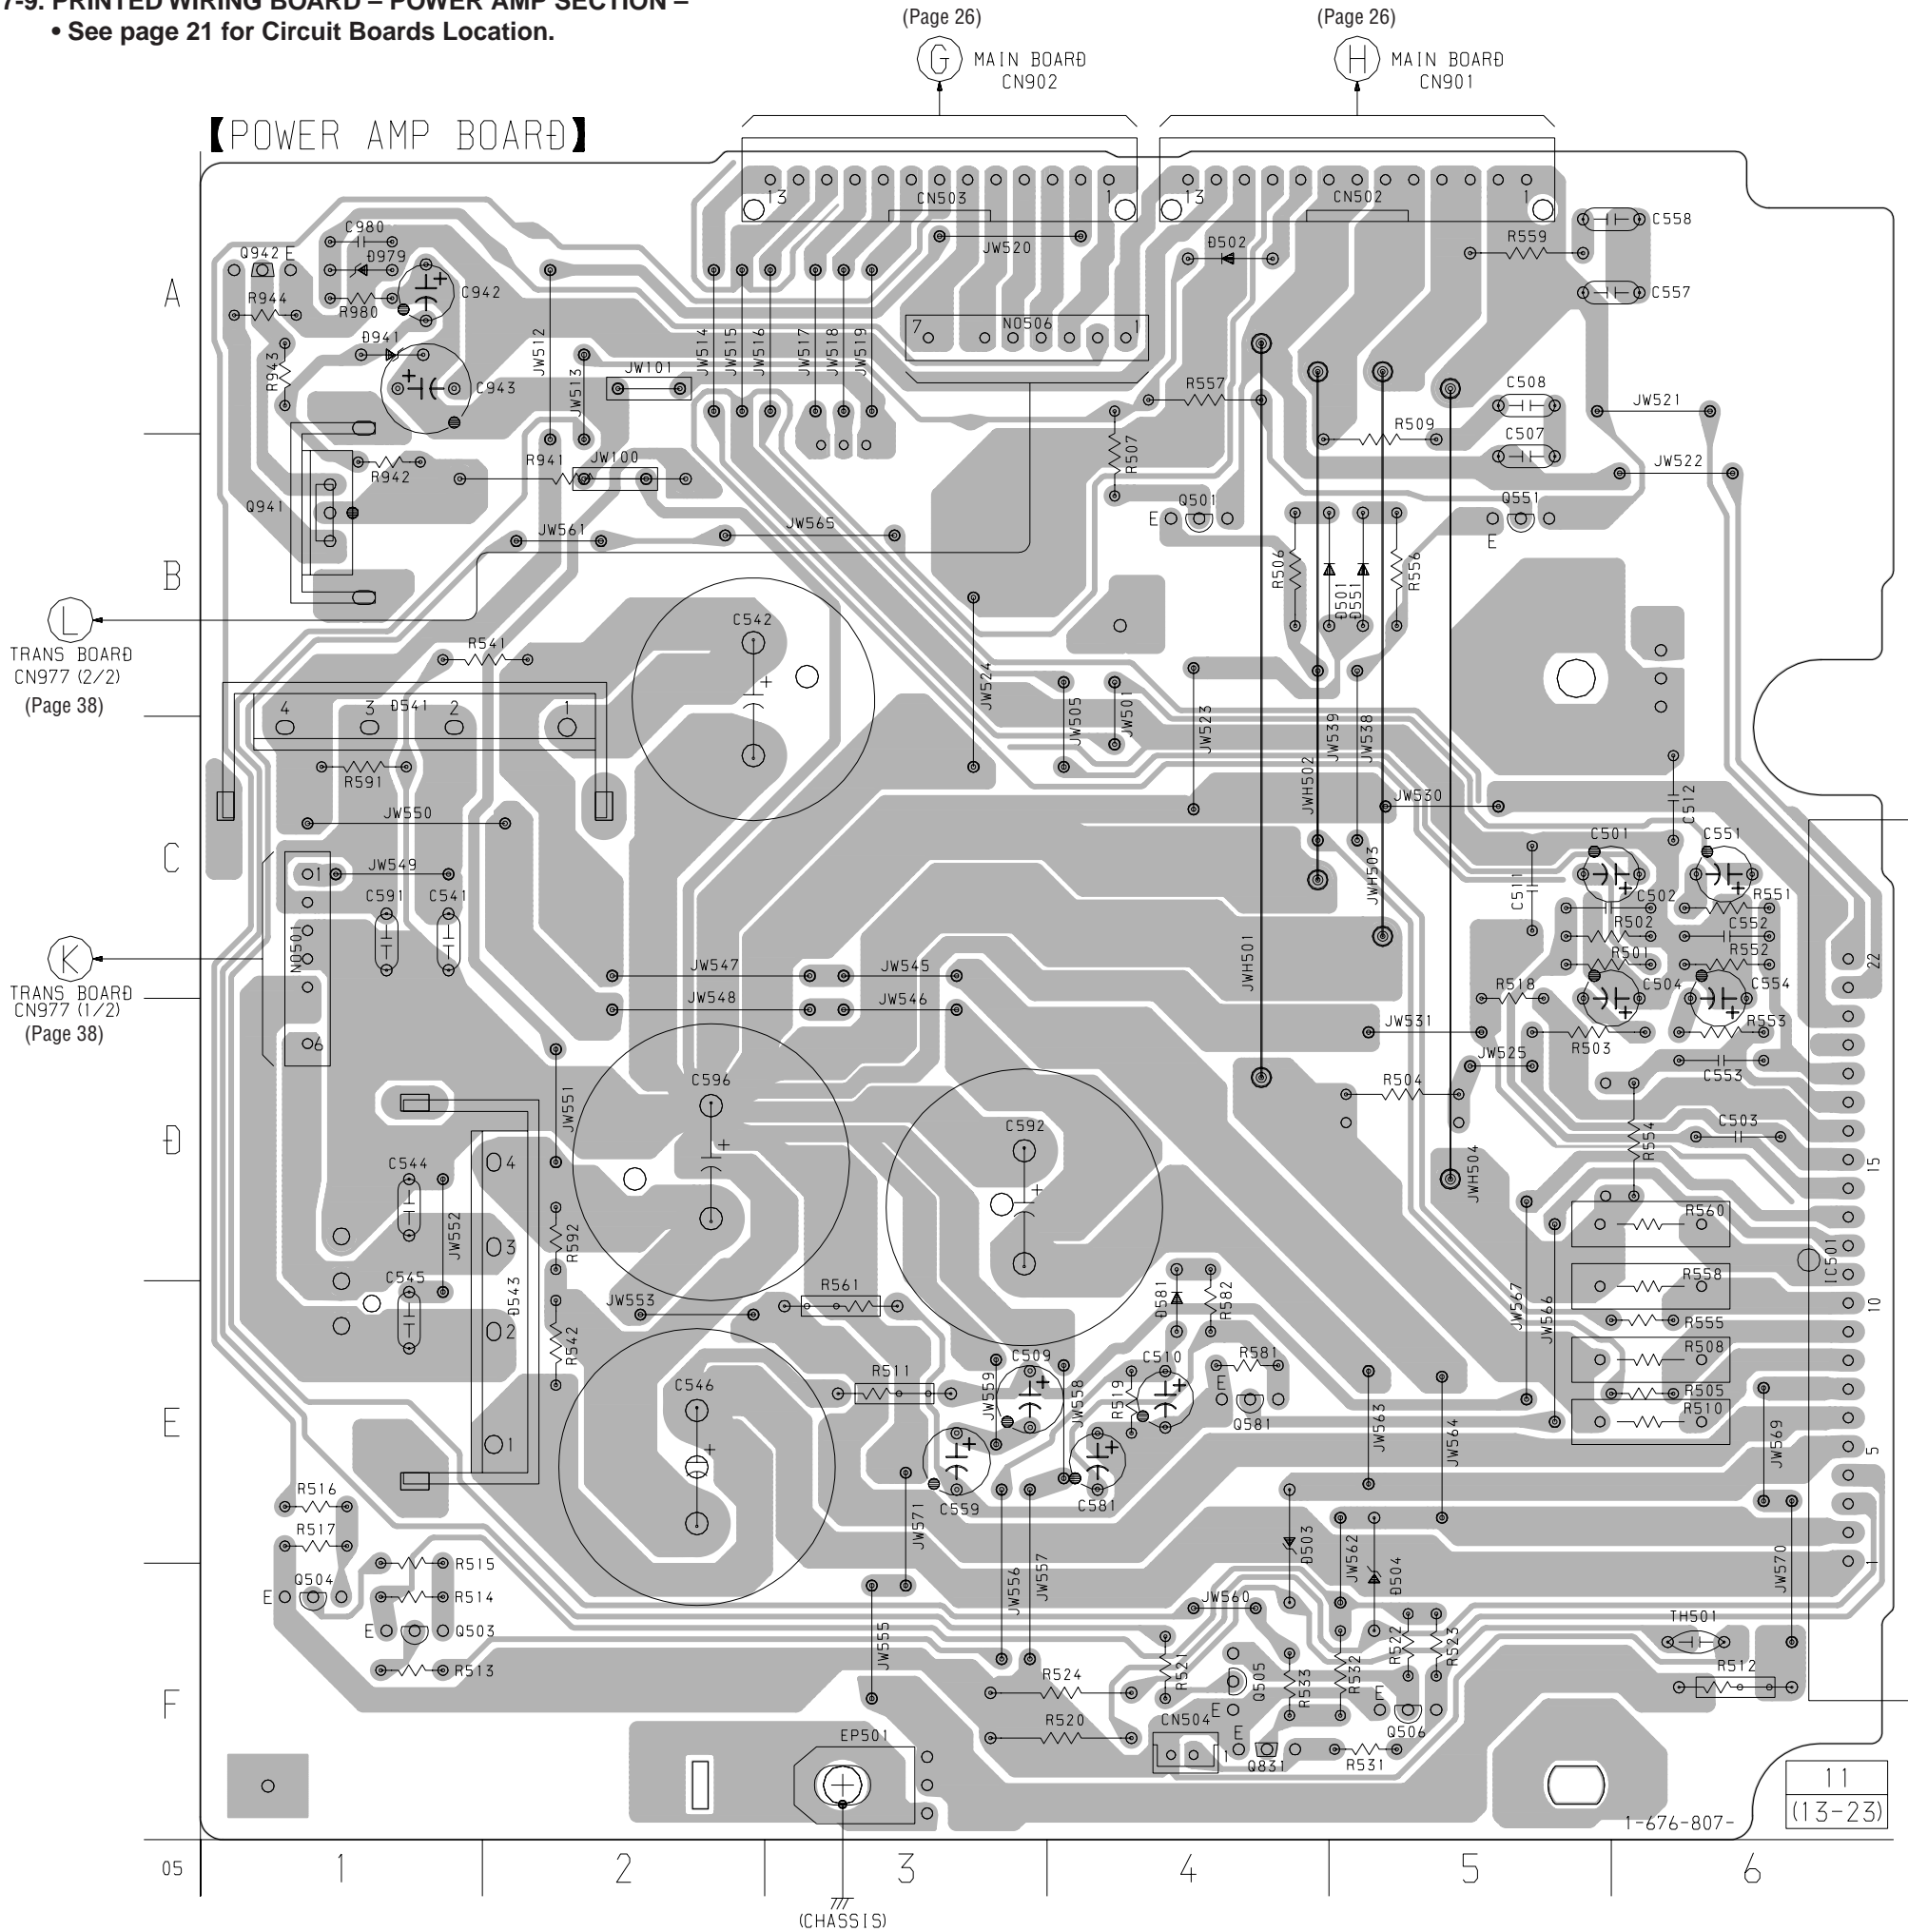 7-9. PRINTED WIRING BOARD – POWER AMP SECTION –
• See page 21 for Circuit Boards Location.
(Page 26)
(Page 26)
G MAIN BOARD
CN902
H MAIN BOARD
CN901
【POWER AMP BOARD】
13 CN503 1
13 CN502 1
C558
C980
Q942 E
D979
JW520
D502
R559
A
R944
R980
C942
C557
D941
7 NO506 1
R943
C943
JW512
JW513
JW101
JW514
JW515
JW516
JW517
JW518
JW519
R557
C508
JW521
R509
C507
R942
R941
JW100
R507
JW522
Q941
Q501
E
Q551
E
JW561
JW565
B
R506
D501
D551
R556
L
TRANS BOARD
CN977 (2/2)
(Page 38)
C542
+
R541
JW524
4 3 D541 2 1
JW505
JW501
JW523
JW539
JW538
R591
JWH502
JW530
C512
JW550
C
C501
C551
JW549
1
JWH503
C511
C591
C541
C502
R551
R502
C552
NO501
K
TRANS BOARD
CN977 (1/2)
(Page 38)
JW547
JW545
JWH501
R501
R552
22
JW548
JW546
R518
C504
C554
JW531
R503
R553
6
JW525
C553
C596
+
JW551
R504
D
C592
+
R554
C503
C544
4
15
JWH504
JW552
R592
3
R560
IC501
C545
D543
R561
D581
R582
R558
JW553
JW567
JW566
10
2
R542
R555
R581
R508
C546
+
R511
JW559
C509
JW558
R519
C510
E
Q581
R505
E
R510
1
JW563
JW564
JW569
5
C559
C581
R516
JW571
R517
D503
JW562
D504
JW570
1
R515
Q504
E
R514
JW556
JW557
JW560
E
Q503
TH501
R513
JW555
R524
R521
Q505
E
R533
R532
R522
R523
R512
F
E
Q506
R520
CN504
1
E
Q831
R531
EP501
11
(13-23)
1-676-807-
05 1 2 3 4 5 6
(CHASSIS)